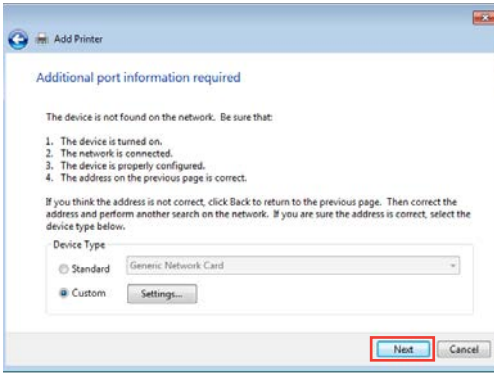 Add Printer
Additional port information required
The device is not found on the network. Be sure that:
1. The device is turned on.
2. The network is connected.
3. The device is properly configured.
4. The address on the previous page is correct.
If you think the address is not correct, click Back to return to the previous page. Then correct the
address and perform another search on the network. If you are sure the address is correct, select the
device type below.
Device Type
Standard
Generic Network Card
Custom
Settings...
Next
Cancel